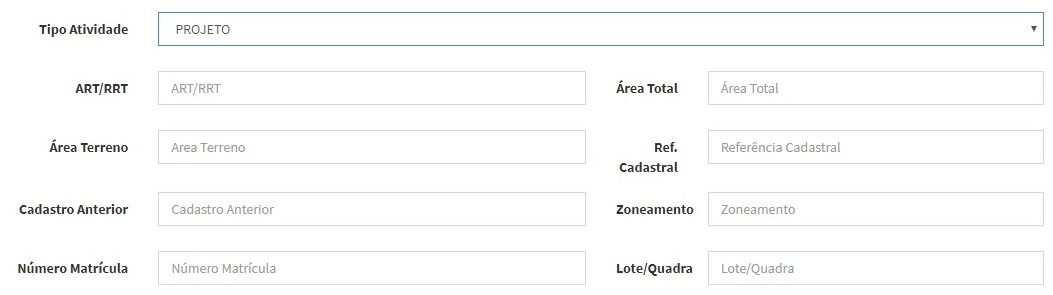 Tipo Atividade PROJETO
ART/RRT ART/RRT Área Total Área Total
Área Terreno Area Terreno Ref. Cadastral Referência Cadastral
Cadastro Anterior Cadastro Anterior Zoneamento Zoneamento
Número Matrícula Número Matrícula Lote/Quadra Lote/Quadra